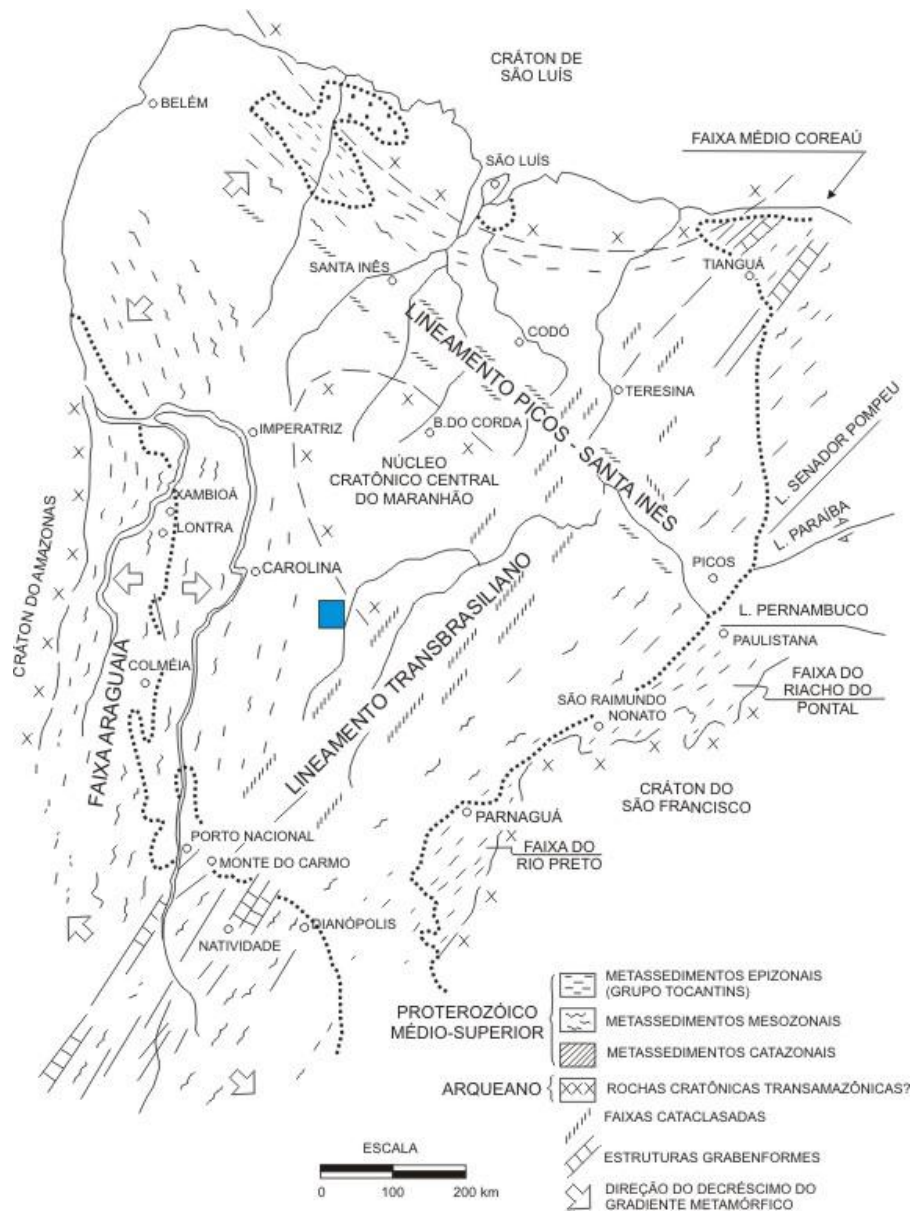 CRÁTON DE
SÃO LUÍS
BELÉM
FAIXA MÉDIO COREAÚ
SÃO LUÍS
TIANGUÁ
SANTA INÊS
CODÓ
LINEAMENTO PICOS - SANTA INÊS
TERESINA
IMPERATRIZ
B.DO CORDA
NÚCLEO
CRATÔNICO CENTRAL
DO MARANHÃO
L. SENADOR POMPEU
XAMBIOÁ
LONTRA
L. PARAÍBA
CRÁTON DO AMAZONAS
CAROLINA
PICOS
LINEAMENTO TRANSBRASILIANO
L. PERNAMBUCO
PAULISTANA
COLMÉIA
FAIXA DO
RIACHO DO
PONTAL
FAIXA ARAGUAIA
SÃO RAIMUNDO
NONATO
CRÁTON DO
SÃO FRANCISCO
PARNAGUÁ
PORTO NACIONAL
MONTE DO CARMO
FAIXA DO
RIO PRETO
NATIVIDADE
DIANÓPOLIS
PROTEROZÓICO
MÉDIO-SUPERIOR
METASSEDIMENTOS EPIZONAIS
(GRUPO TOCANTINS)
METASSEDIMENTOS MESOZONAIS
METASSEDIMENTOS CATAZONAIS
ARQUEANO
ROCHAS CRATÔNICAS TRANSAMAZÔNICAS?
FAIXAS CATACLASADAS
ESTRUTURAS GRABENFORMES
DIREÇÃO DO DECRÉSCIMO DO
GRADIENTE METAMÓRFICO
ESCALA
0 100 200 km